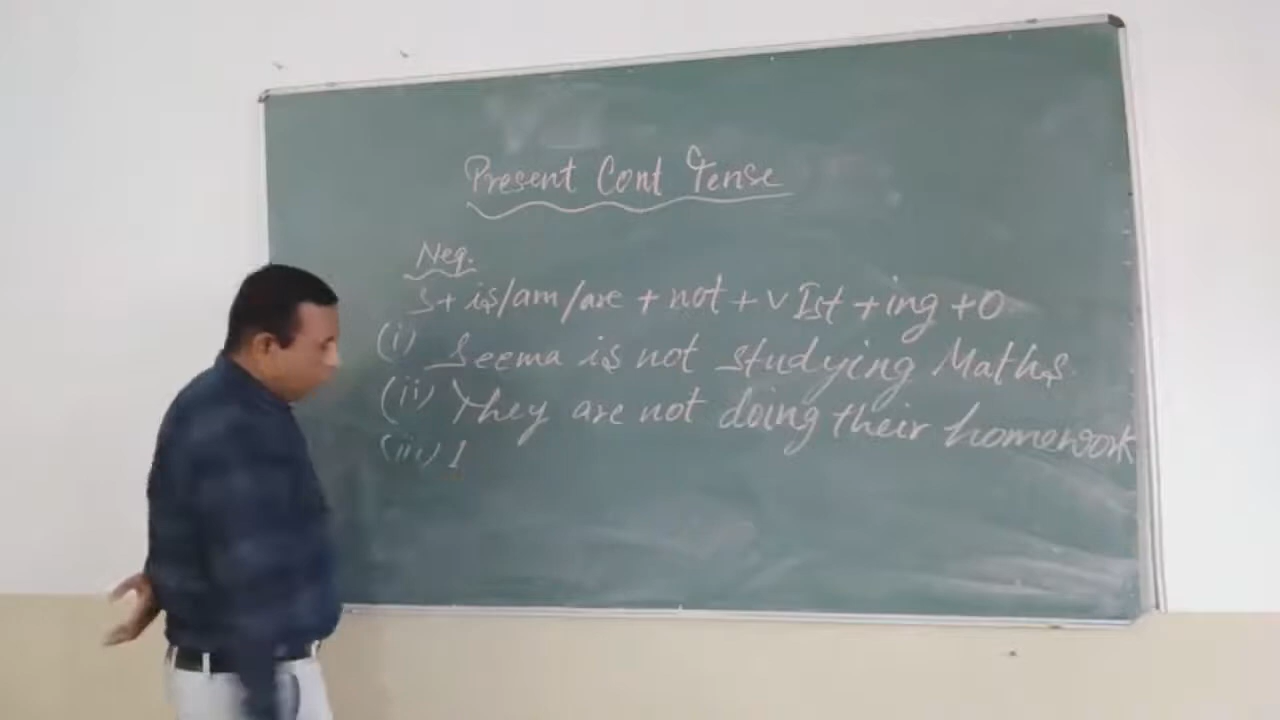 Present Cont Tense
Neg.
S+ is/am/are + not + v Ist + ing + O
(i) Seema is not studying Maths
(ii) They are not doing their homework
(iii) I